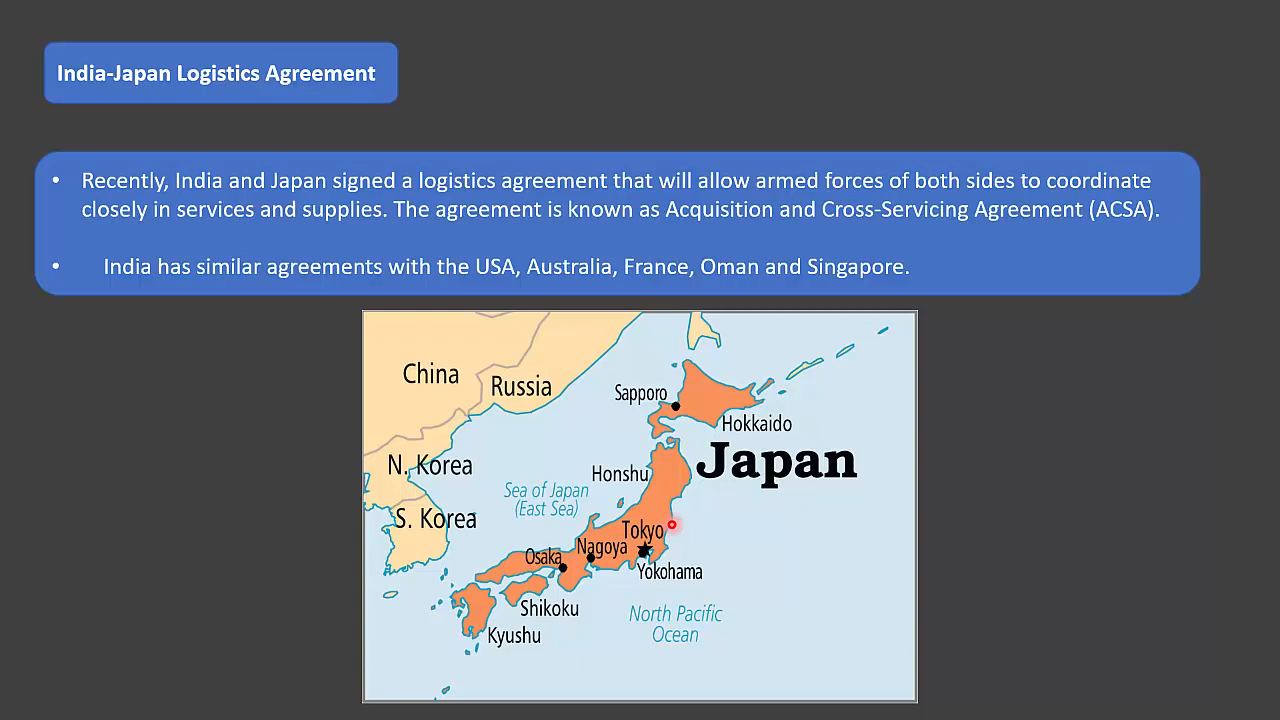 India-Japan Logistics Agreement
• Recently, India and Japan signed a logistics agreement that will allow armed forces of both sides to coordinate
closely in services and supplies. The agreement is known as Acquisition and Cross-Servicing Agreement (ACSA).
• India has similar agreements with the USA, Australia, France, Oman and Singapore.
China
Russia
Sapporo
Hokkaido
Japan
N. Korea
Honshu
Sea of Japan
(East Sea)
S. Korea
Tokyo
Nagoya
Osaka
Yokohama
Shikoku
North Pacific
Ocean
Kyushu